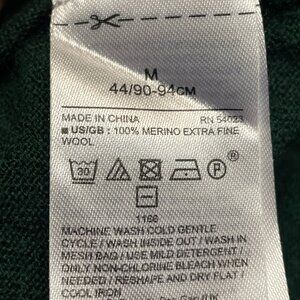 M
44/90-94CM
MADE IN CHINA RN 54023
US/GB : 100% MERINO EXTRA FINE
WOOL
30 P ®
1166
MACHINE WASH COLD GENTLE
CYCLE / WASH INSIDE OUT / WASH IN
MESH BAG / USE MILD DETERGENT /
ONLY NON-CHLORINE BLEACH WHEN
NEEDED / RESHAPE AND DRY FLAT /
COOL IRON